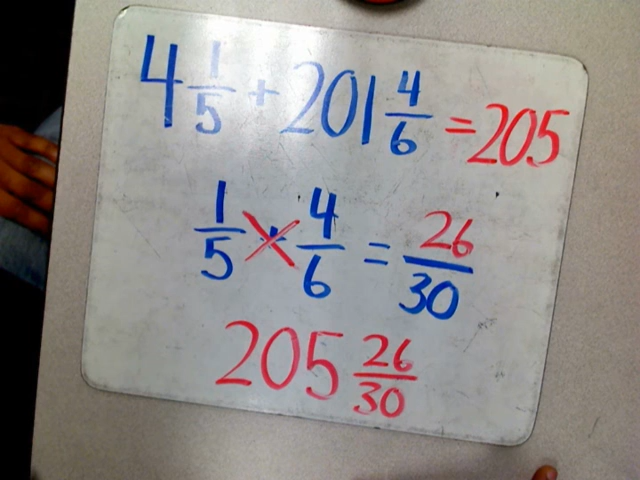 4 1/5 + 201 4/6 = 205
1/5 + 4/6 = 26/30
205 26/30